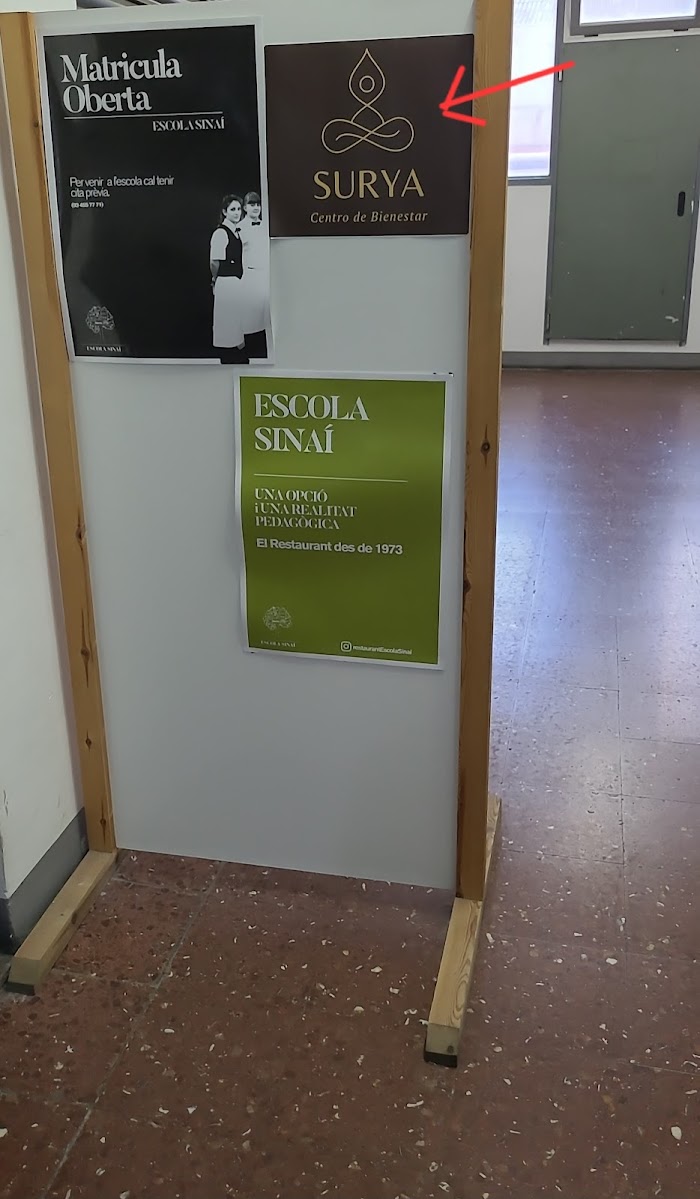 Matricula
Oberta
ESCOLA SINAÍ
Per venir a l'escola cal tenir
cita prèvia.
ESCOLA SINAÍ
SURYA
Centro de Bienestar
ESCOLA
SINAÍ
UNA OPCIÓ
i UNA REALITAT
PEDAGÒGICA
El Restaurant des de 1973
ESCOLA SINAÍ
restaurantEscolaSinai